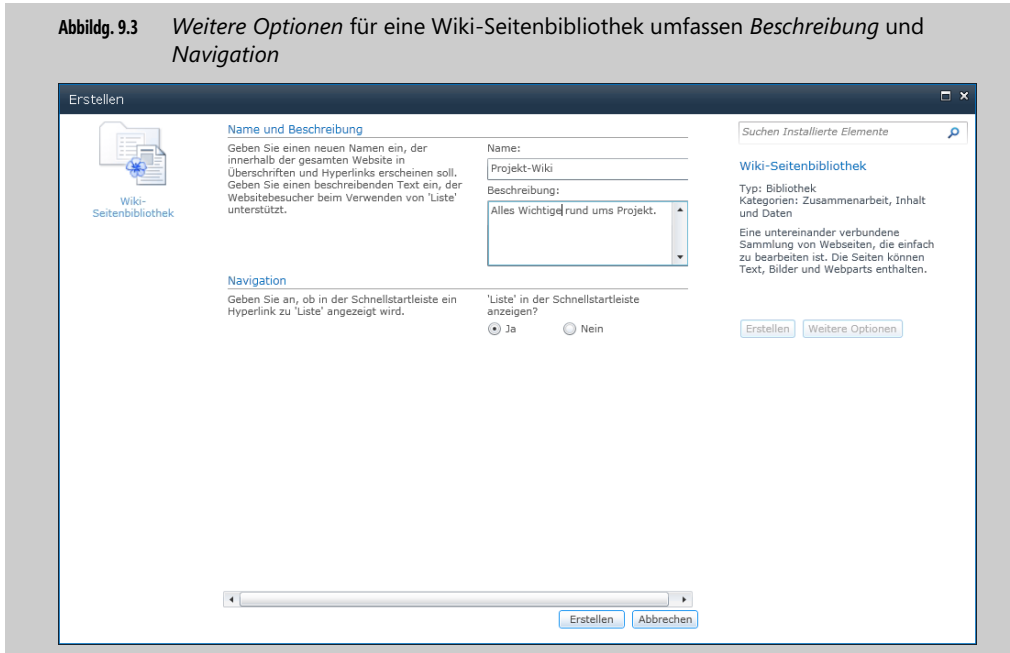 Abbildg. 9.3 Weitere Optionen für eine Wiki-Seitenbibliothek umfassen Beschreibung und
Navigation
Erstellen
Wiki-
Seitenbibliothek
Name und Beschreibung
Geben Sie einen neuen Namen ein, der
innerhalb der gesamten Website in
Überschriften und Hyperlinks erscheinen soll.
Geben Sie einen beschreibenden Text ein, der
Websitebesucher beim Verwenden von 'Liste'
unterstützt.
Name:
Projekt-Wiki
Beschreibung:
Alles Wichtige rund ums Projekt.
Navigation
Geben Sie an, ob in der Schnellstartleiste ein
Hyperlink zu 'Liste' angezeigt wird.
'Liste' in der Schnellstartleiste
anzeigen?
Ja Nein
Suchen Installierte Elemente
Wiki-Seitenbibliothek
Typ: Bibliothek
Kategorien: Zusammenarbeit, Inhalt
und Daten
Eine untereinander verbundene
Sammlung von Webseiten, die einfach
zu bearbeiten ist. Die Seiten können
Text, Bilder und Webparts enthalten.
Erstellen Weitere Optionen
Erstellen Abbrechen